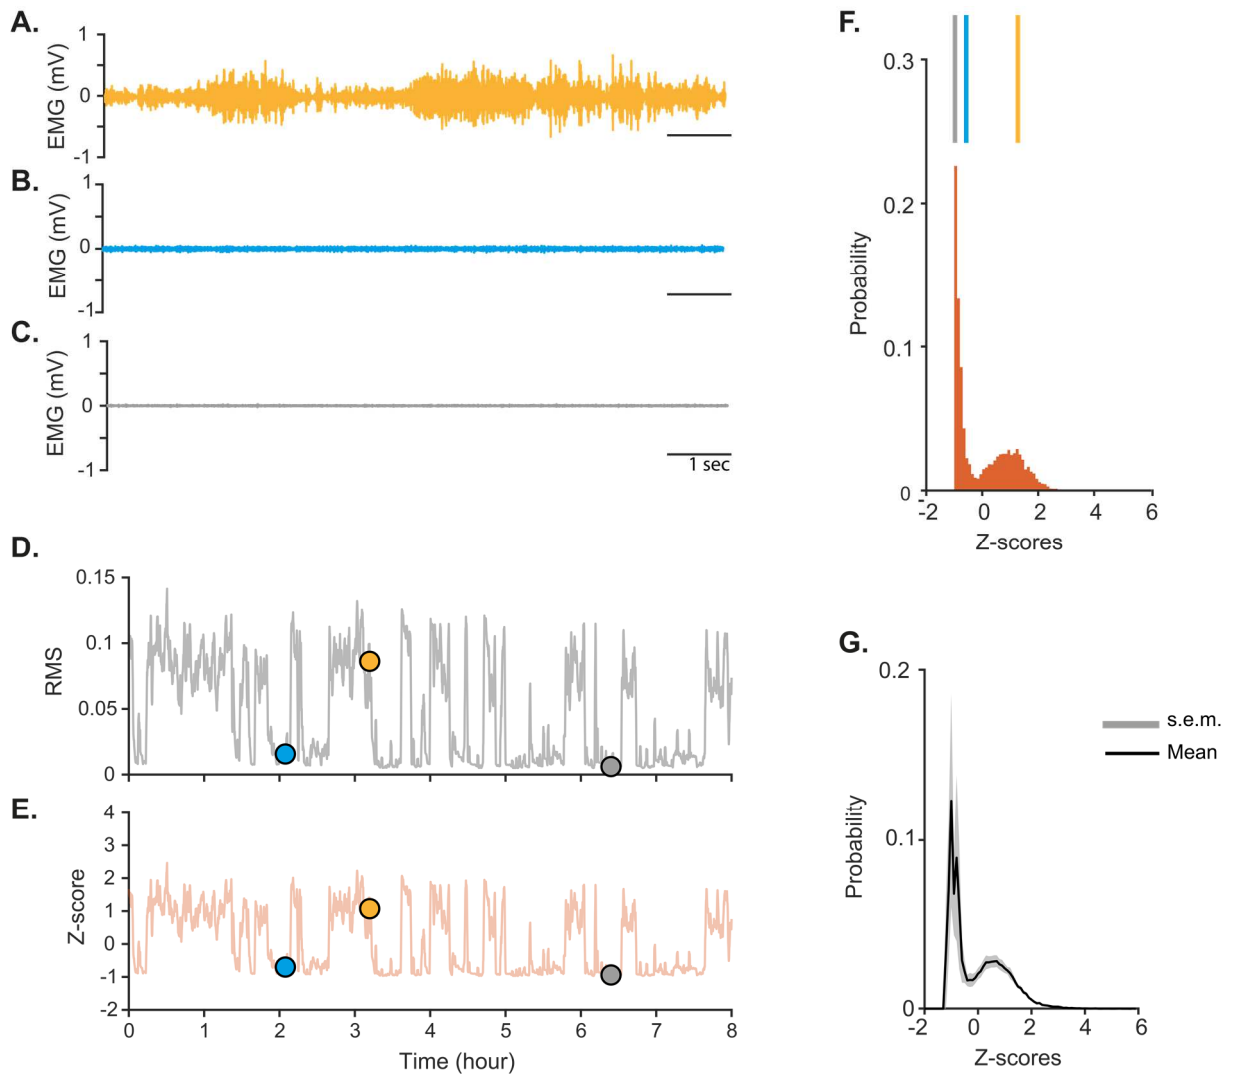 A.
1
0
-1
EMG (mV)
B.
1
0
-1
EMG (mV)
C.
1
0
-1
EMG (mV)
1 sec
D.
0.15
0.1
0.05
0
RMS
E.
4
3
2
1
0
-1
-2
Z-score
0 1 2 3 4 5 6 7 8
Time (hour)
F.
0.3
0.2
0.1
0
Probability
-2 0 2 4 6
Z-scores
G.
0.2
0.1
0
Probability
s.e.m.
Mean
-2 0 2 4 6
Z-scores